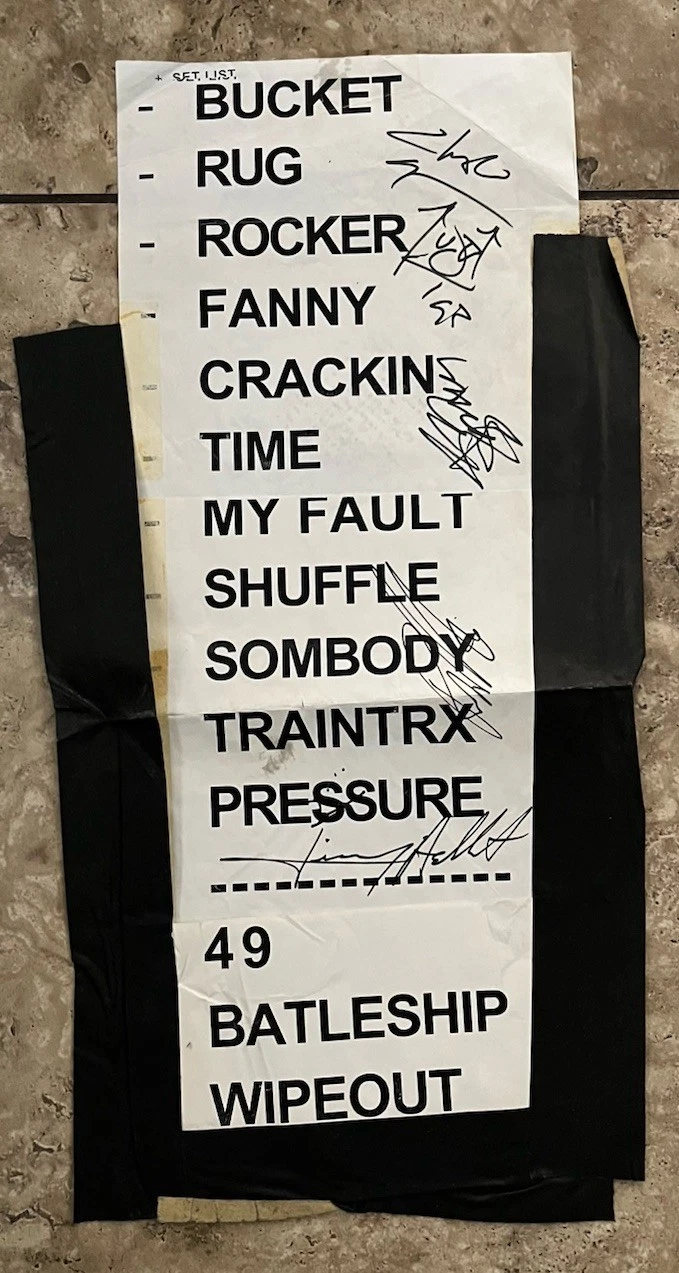 + SET LIST
- BUCKET
- RUG
- ROCKER
FANNY
CRACKIN
TIME
MY FAULT
SHUFFLE
SOMBODY
TRAINTRX
PRESSURE
------------------
49
BATLESHIP
WIPEOUT